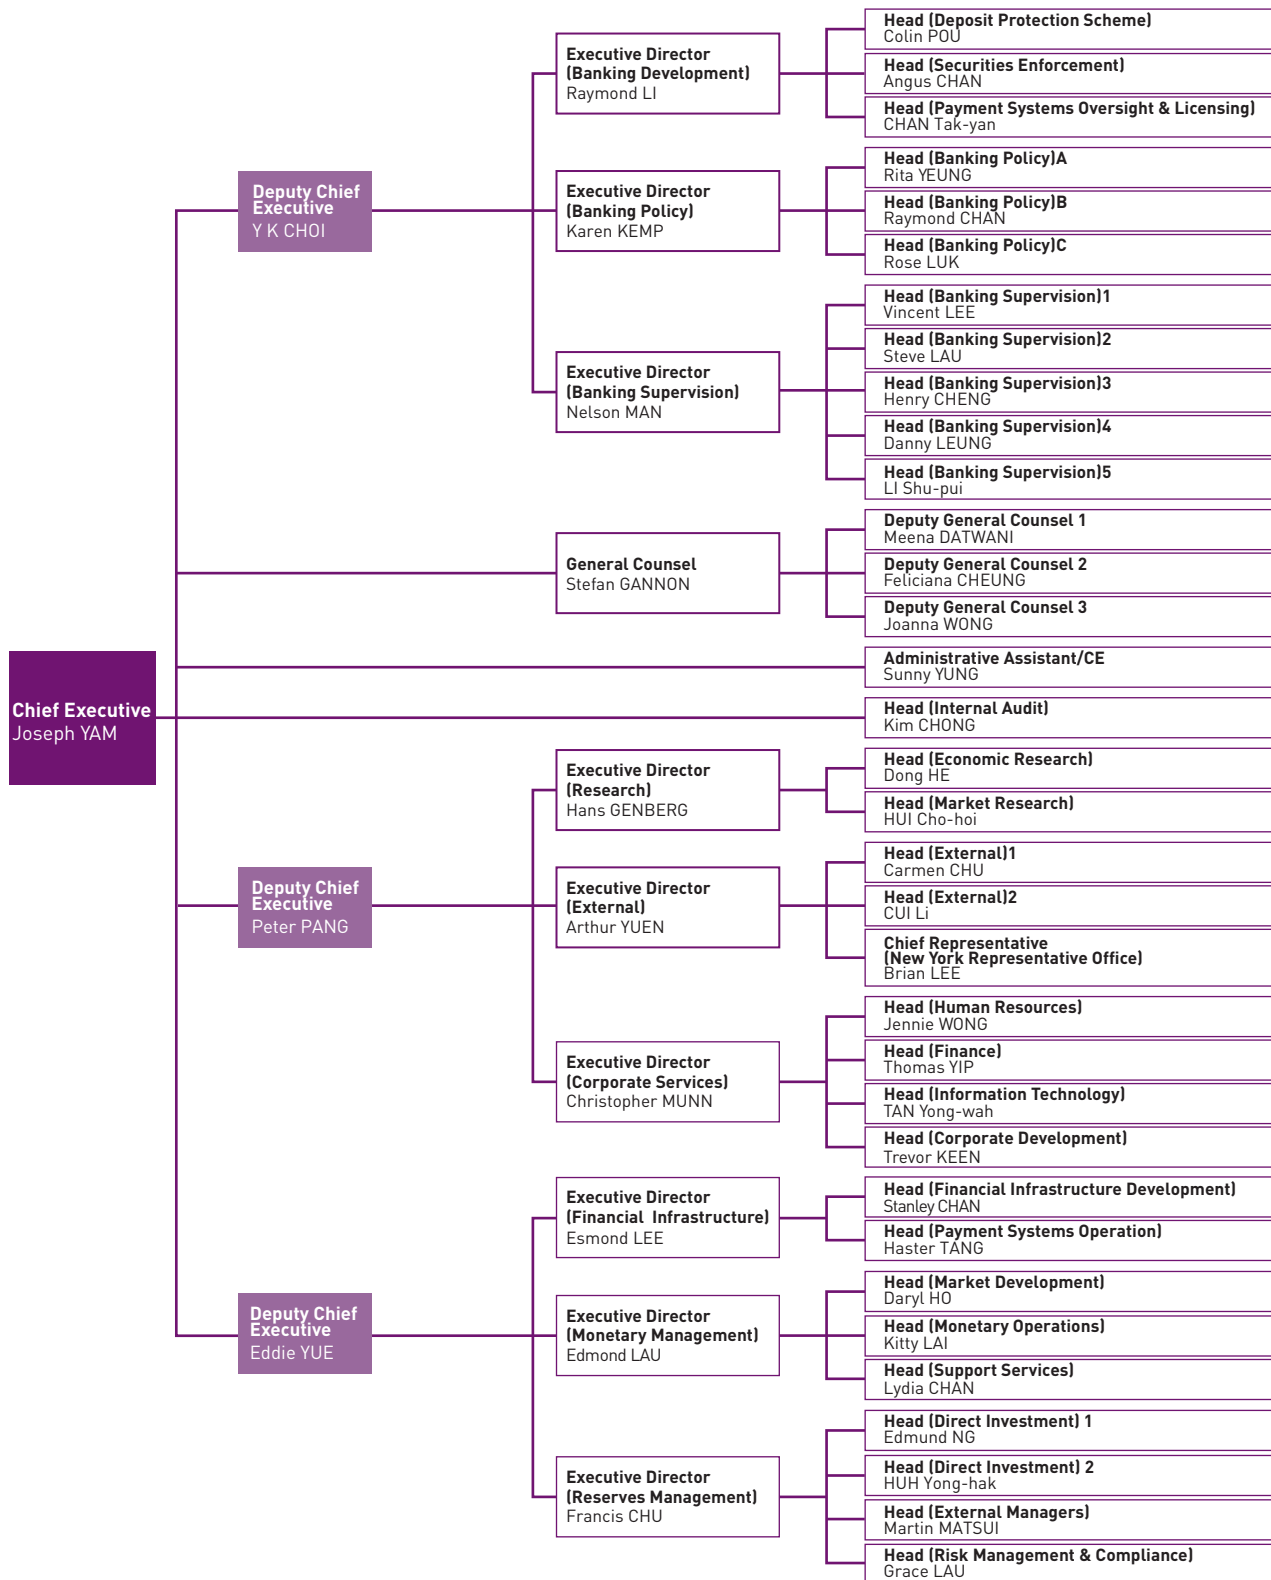 Chief Executive
Joseph YAM
Deputy Chief
Executive
Y K CHOI
Executive Director
(Banking Development)
Raymond LI
Head (Deposit Protection Scheme)
Colin POU
Head (Securities Enforcement)
Angus CHAN
Head (Payment Systems Oversight & Licensing)
CHAN Tak-yan
Executive Director
(Banking Policy)
Karen KEMP
Head (Banking Policy)A
Rita YEUNG
Head (Banking Policy)B
Raymond CHAN
Head (Banking Policy)C
Rose LUK
Executive Director
(Banking Supervision)
Nelson MAN
Head (Banking Supervision)1
Vincent LEE
Head (Banking Supervision)2
Steve LAU
Head (Banking Supervision)3
Henry CHENG
Head (Banking Supervision)4
Danny LEUNG
Head (Banking Supervision)5
LI Shu-pui
General Counsel
Stefan GANNON
Deputy General Counsel 1
Meena DATWANI
Deputy General Counsel 2
Feliciana CHEUNG
Deputy General Counsel 3
Joanna WONG
Administrative Assistant/CE
Sunny YUNG
Head (Internal Audit)
Kim CHONG
Deputy Chief
Executive
Peter PANG
Executive Director
(Research)
Hans GENBERG
Head (Economic Research)
Dong HE
Head (Market Research)
HUI Cho-hoi
Executive Director
(External)
Arthur YUEN
Head (External)1
Carmen CHU
Head (External)2
CUI Li
Chief Representative
(New York Representative Office)
Brian LEE
Executive Director
(Corporate Services)
Christopher MUNN
Head (Human Resources)
Jennie WONG
Head (Finance)
Thomas YIP
Head (Information Technology)
TAN Yong-wah
Head (Corporate Development)
Trevor KEEN
Deputy Chief
Executive
Eddie YUE
Executive Director
(Financial Infrastructure)
Esmond LEE
Head (Financial Infrastructure Development)
Stanley CHAN
Head (Payment Systems Operation)
Haster TANG
Executive Director
(Monetary Management)
Edmond LAU
Head (Market Development)
Daryl HO
Head (Monetary Operations)
Kitty LAI
Head (Support Services)
Lydia CHAN
Executive Director
(Reserves Management)
Francis CHU
Head (Direct Investment) 1
Edmund NG
Head (Direct Investment) 2
HUH Yong-hak
Head (External Managers)
Martin MATSUI
Head (Risk Management & Compliance)
Grace LAU